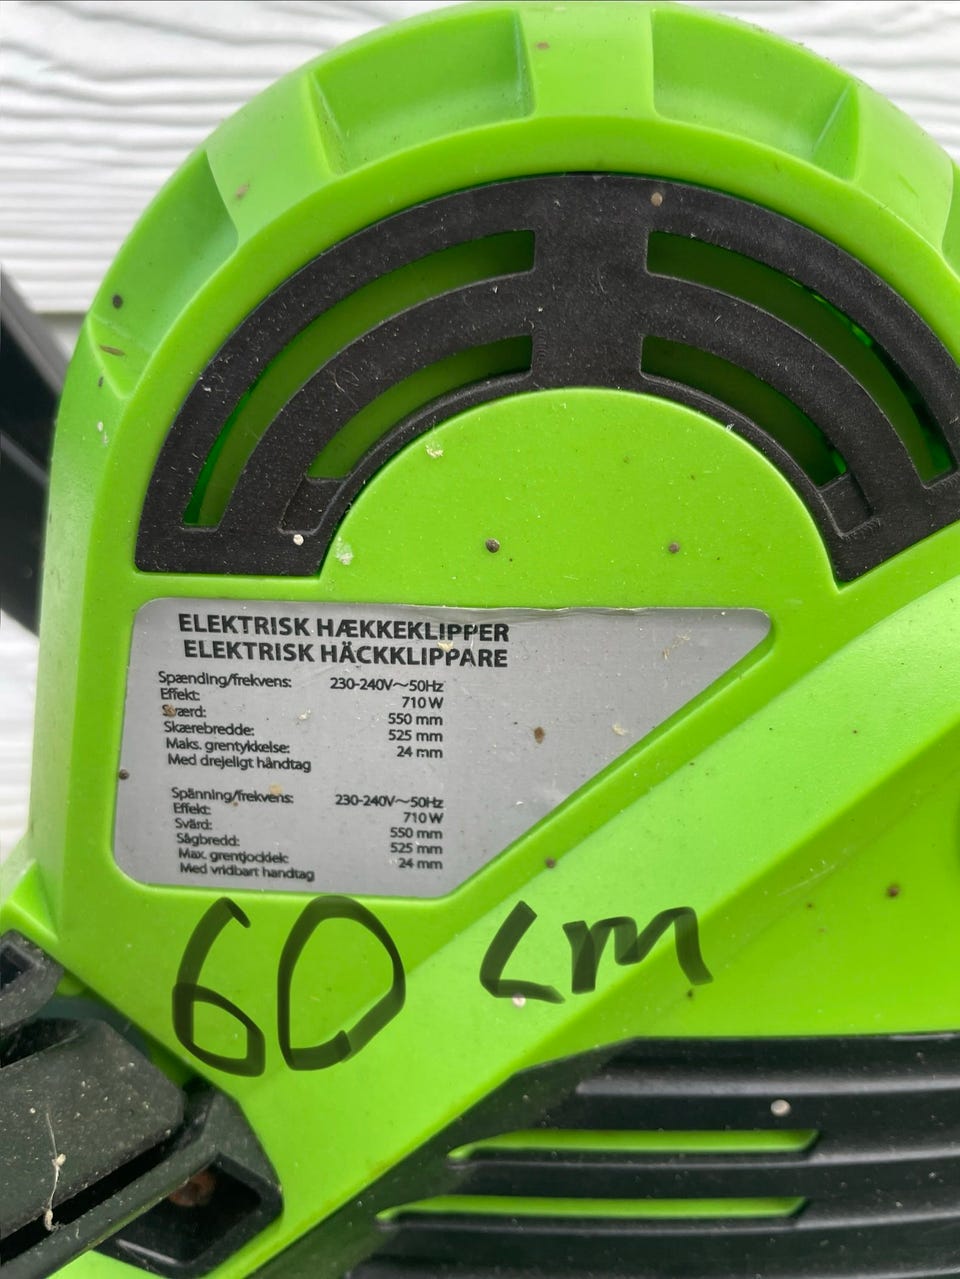 ELEKTRISK HÆKKEKLIPPER
ELEKTRISK HÄCKKLIPPARE
Spænding/frekvens: 230-240V~50Hz
Effekt: 710 W
Sværd: 550 mm
Skærebredde: 525 mm
Maks. grentykkelse: 24 mm
Med drejeligt håndtag
Spänning/frekvens: 230-240V~50Hz
Effekt: 710 W
Svärd: 550 mm
Sågbredd: 525 mm
Max. grentjocklek: 24 mm
Med vridbart handtag
60 cm